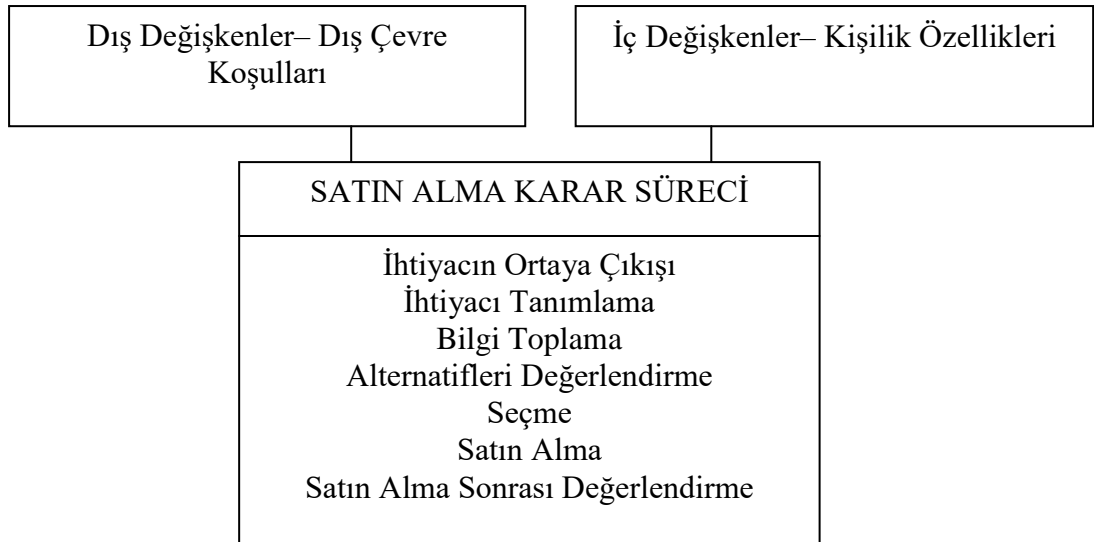 Dış Değişkenler– Dış Çevre
Koşulları
İç Değişkenler– Kişilik Özellikleri
SATIN ALMA KARAR SÜRECİ
İhtiyacın Ortaya Çıkışı
İhtiyacı Tanımlama
Bilgi Toplama
Alternatifleri Değerlendirme
Seçme
Satın Alma
Satın Alma Sonrası Değerlendirme